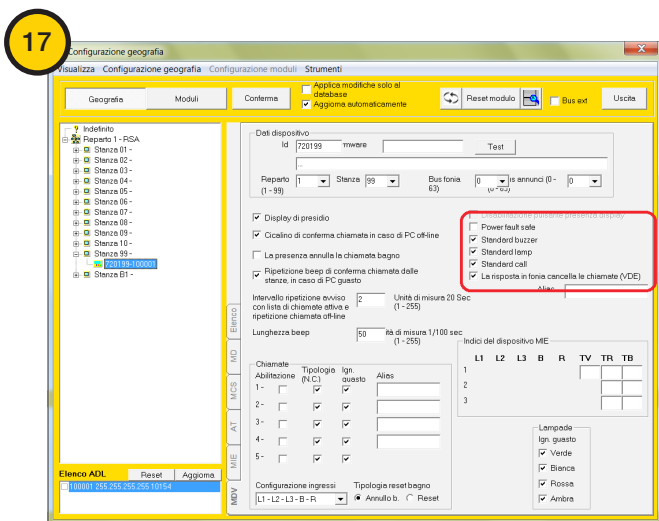 17
Configurazione geografia
X
Visualizza Configurazione geografia Configurazione moduli Strumenti
Geografia Moduli Conferma
Applica modifiche solo al
database
Aggiorna automaticamente
Reset modulo
Bus ext
Uscita
? Indefinito
Reparto 1 - RSA
Stanza 01 -
Stanza 02 -
Stanza 03 -
Stanza 04 -
Stanza 05 -
Stanza 06 -
Stanza 07 -
Stanza 08 -
Stanza 09 -
Stanza 10 -
Stanza 99 -
720199-100001
Stanza B1 -
Elenco ADL Reset Aggiorna
100001 255.255.255.255 10154
Elenco
MD
MCS
AT
MIE
MDV
Dati dispositivo
Id 720199 mware Test
...
Reparto 1 Stanza 99 Bus fonia 0 is annunci (0 - 0
(1 - 99) 63) (0 - 63)
Display di presidio
Cicalino di conferma chiamata in caso di PC off-line
La presenza annulla la chiamata bagno
Ripetizione beep di conferma chiamata dalle
stanze, in caso di PC guasto
Disabilitazione pulsante presenza display
Power fault safe
Standard buzzer
Standard lamp
Standard call
La risposta in fonia cancella le chiamate (VDE)
Alias
Intervallo ripetizione avviso 2 Unità di misura 20 Sec
con lista di chiamate attiva e (1 - 255)
ripetizione chiamata off-line
Lunghezza beep 50 ità di misura 1/100 sec
(1 - 255)
Indici del dispositivo MIE
L1 L2 L3 B R TV TR TB
1
2
3
Chiamate
Abilitazione Tipologia (N.C.) Ign. guasto Alias
1 -
2 -
3 -
4 -
5 -
Configurazione ingressi Tipologia reset bagno
L1 - L2 - L3 - B - R Annullo b. Reset
Lampade
Ign. guasto
Verde
Bianca
Rossa
Ambra